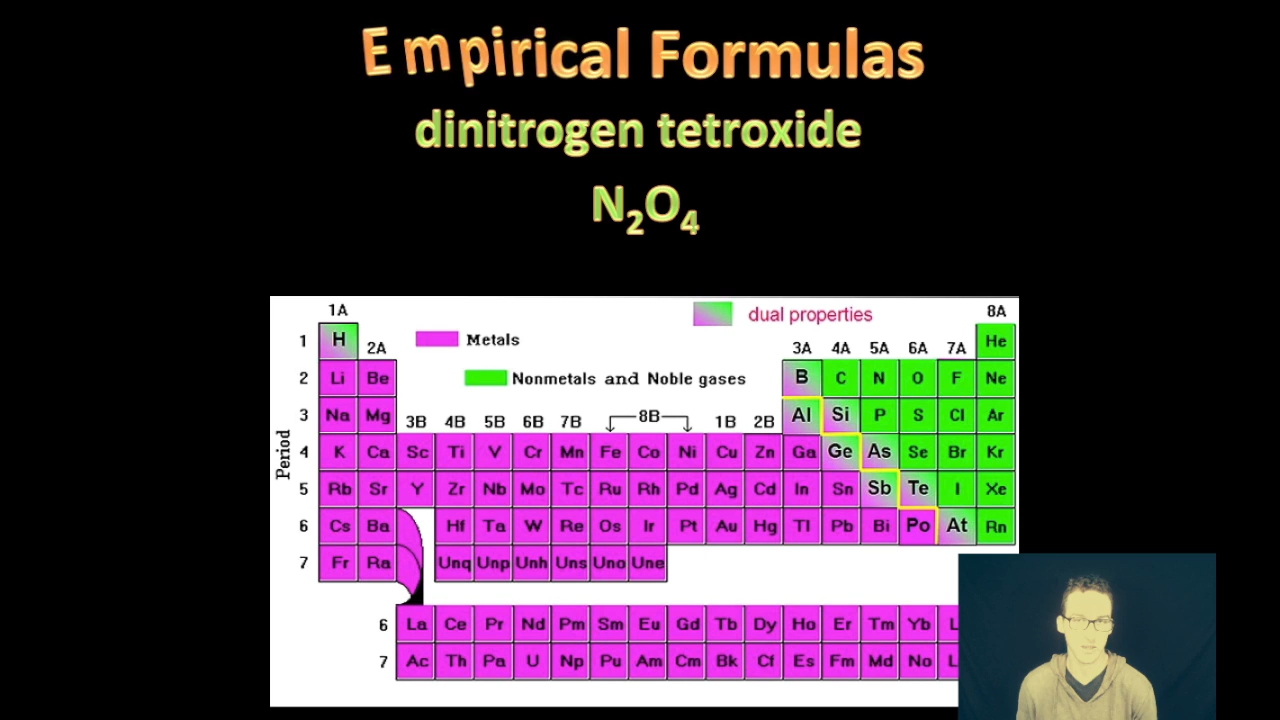 Empirical Formulas
dinitrogen tetroxide
N₂O₄
1A dual properties 8A
1 H Metals He
2A 3A 4A 5A 6A 7A
2 Li Be Nonmetals and Noble gases B C N O F Ne
3 Na Mg Al Si P S Cl Ar
3B 4B 5B 6B 7B 8B 1B 2B
Period
4 K Ca Sc Ti V Cr Mn Fe Co Ni Cu Zn Ga Ge As Se Br Kr
5 Rb Sr Y Zr Nb Mo Tc Ru Rh Pd Ag Cd In Sn Sb Te I Xe
6 Cs Ba Hf Ta W Re Os Ir Pt Au Hg Tl Pb Bi Po At Rn
7 Fr Ra Unq Unp Unh Uns Uno Une
6 La Ce Pr Nd Pm Sm Eu Gd Tb Dy Ho Er Tm Yb L
7 Ac Th Pa U Np Pu Am Cm Bk Cf Es Fm Md No L